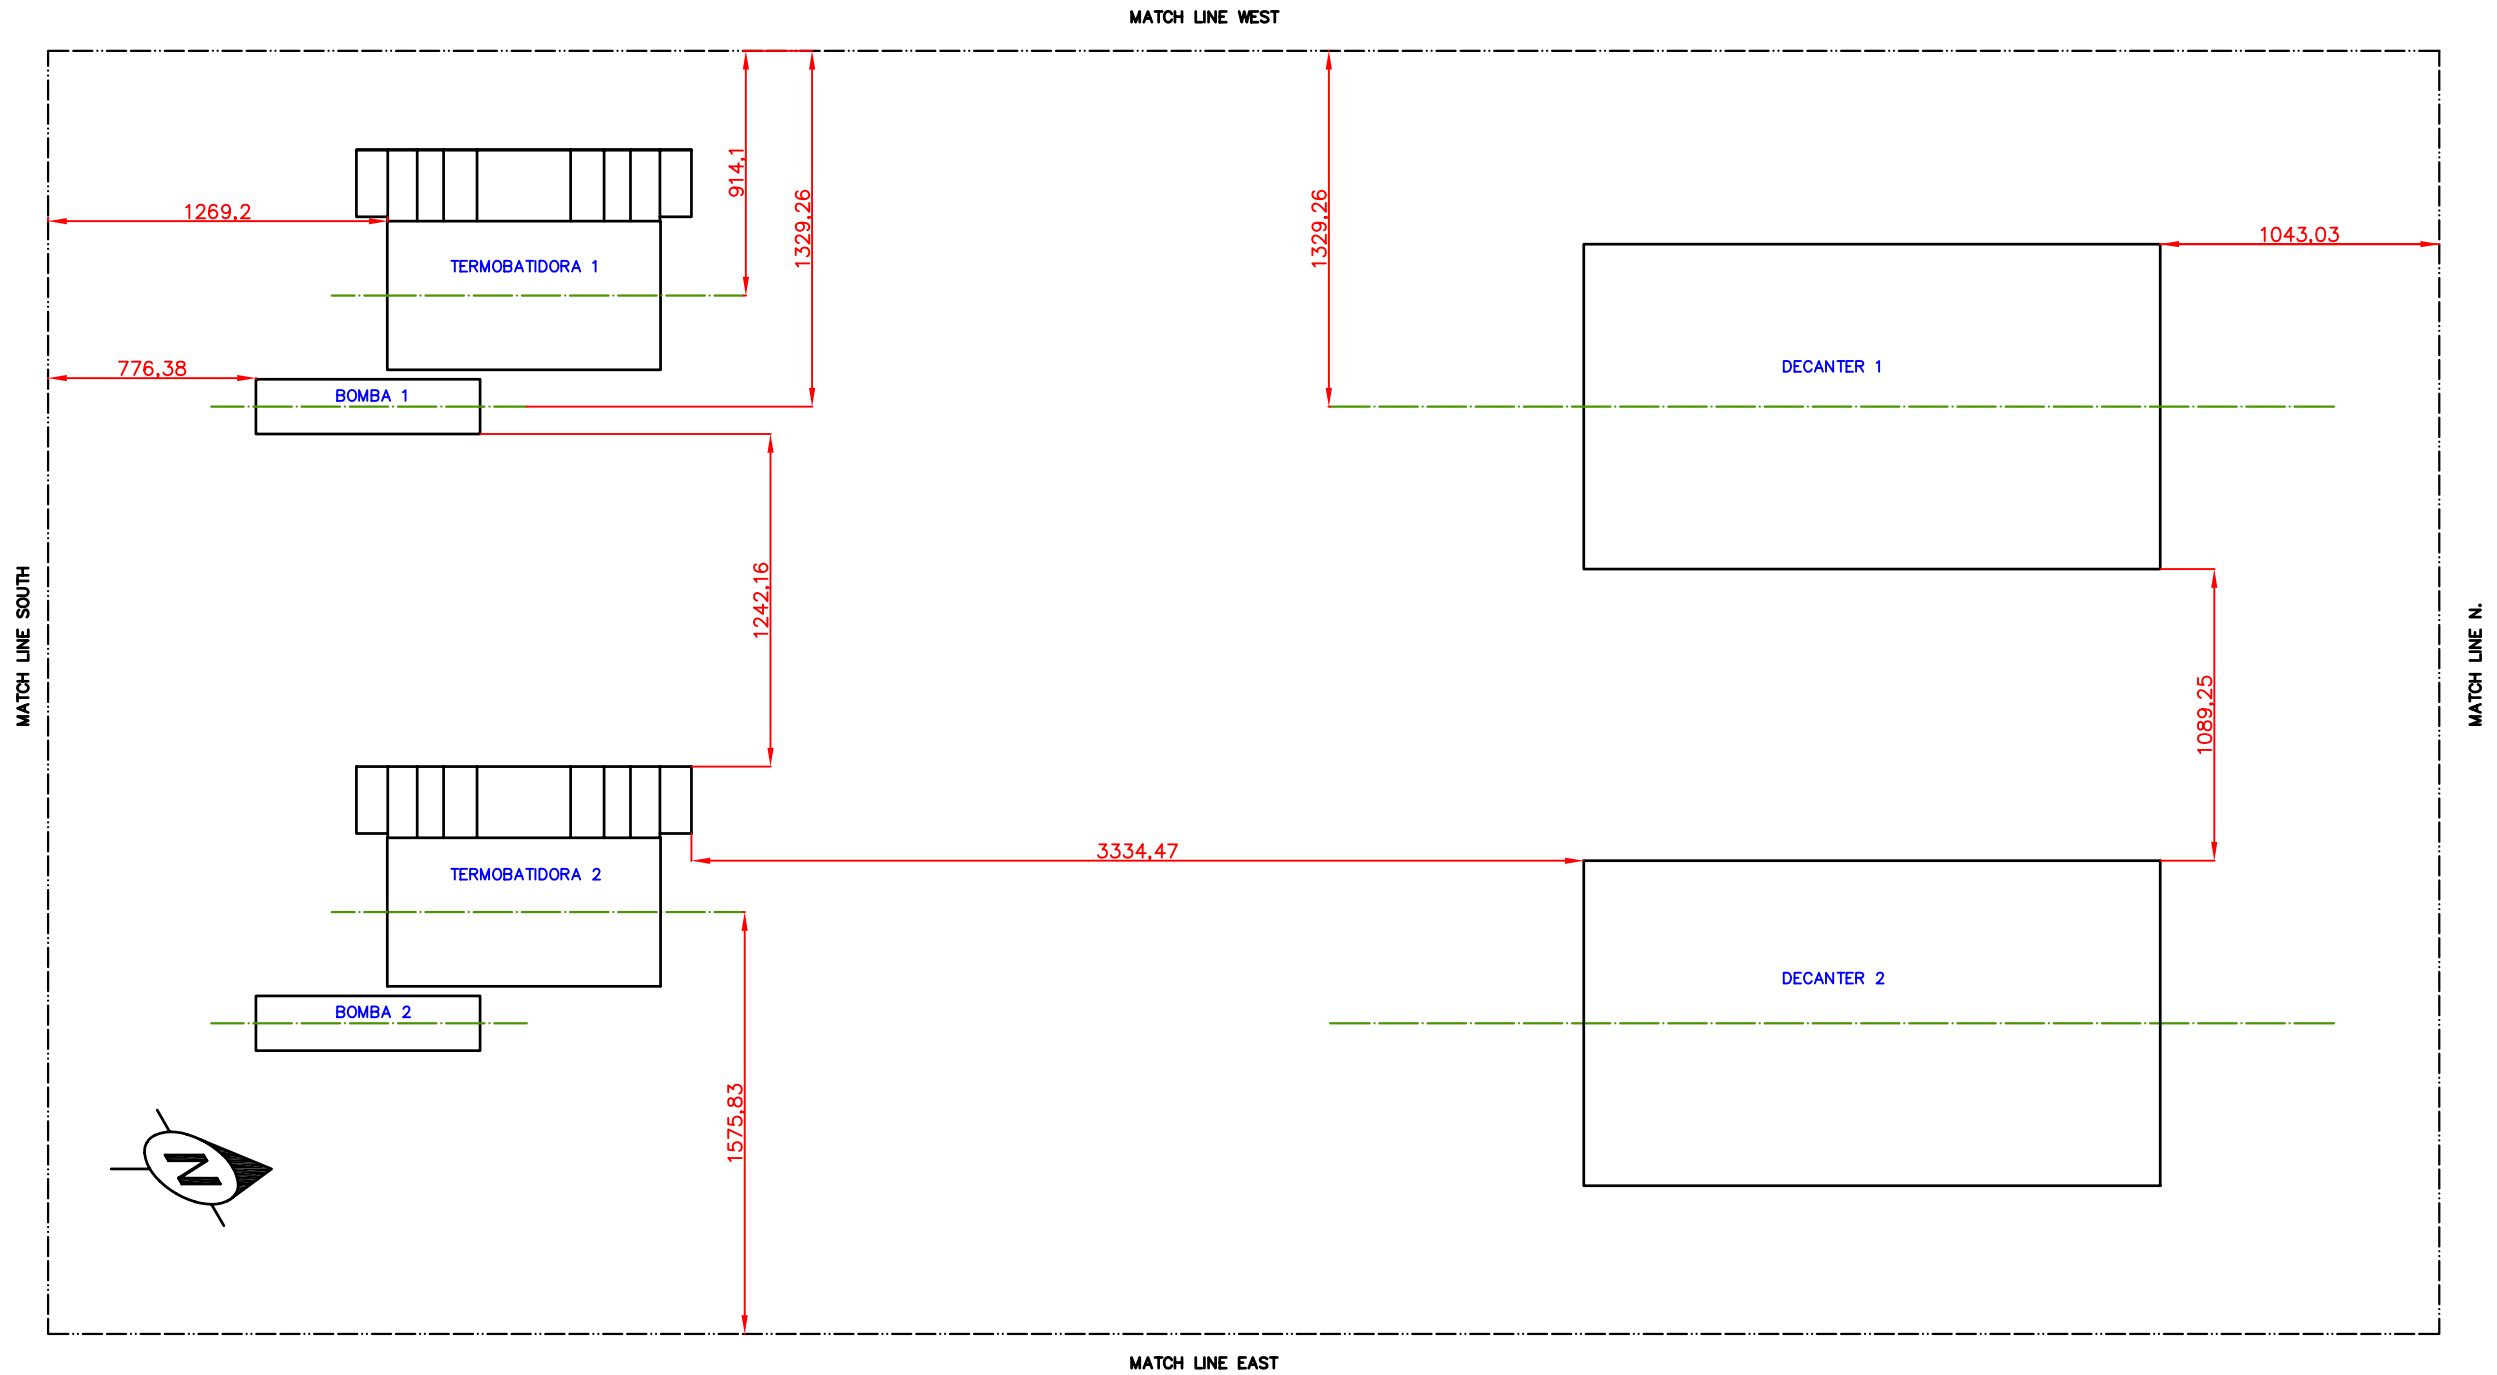 MATCH LINE WEST
914,1
1329,26
1329,26
1269,2
1043,03
TERMOBATIDORA 1
776,38
DECANTER 1
BOMBA 1
1242,16
MATCH LINE SOUTH
MATCH LINE N.
1089,25
3334,47
TERMOBATIDORA 2
DECANTER 2
BOMBA 2
1575,83
N
MATCH LINE EAST